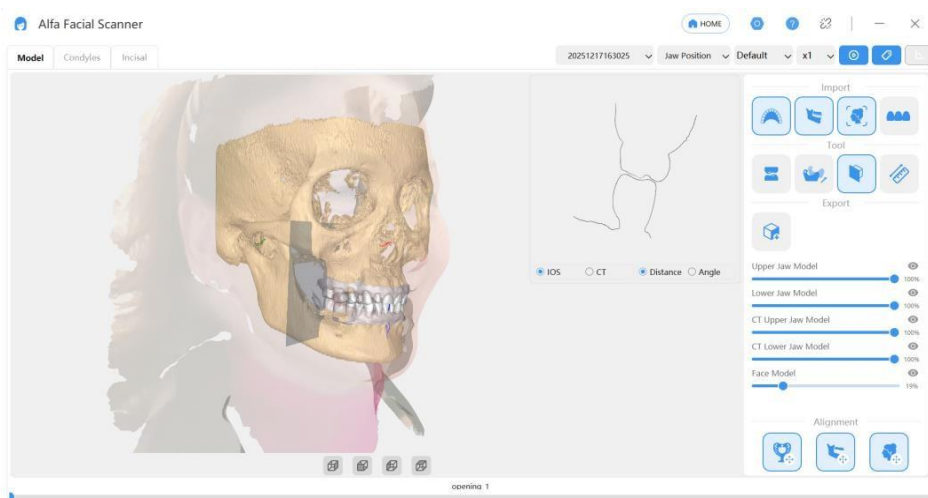 Alfa Facial Scanner
HOME
Model Condyles Incisal
20251217163025 Jaw Position Default x1
Import
Tool
Export
IOS CT Distance Angle
Upper Jaw Model
100%
Lower Jaw Model
100%
CT Upper Jaw Model
100%
CT Lower Jaw Model
100%
Face Model
19%
Alignment
opening 1